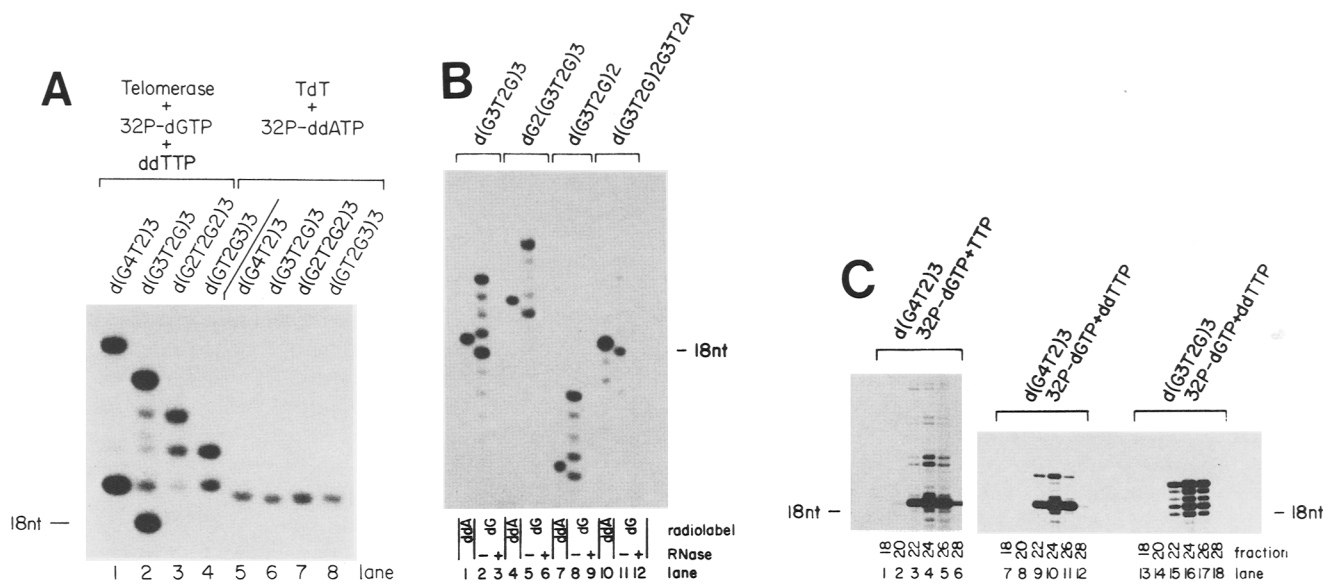 A
Telomerase
+
32P-dGTP
+
ddTTP
TdT
+
32P-ddATP
d(G4T2)3
d(G3T2G)3
d(G2T2G2)3
d(GT2G3)3
d(G4T2)3
d(G3T2G)3
d(G2T2G2)3
d(GT2G3)3
18nt —
1 2 3 4 5 6 7 8 lane
B
d(G3T2G)3
dG2(G3T2G)3
d(G3T2G)2
d(G3T2G)2G3T2A
- 18nt
ddA dG ddA dG ddA dG ddA dG radiolabel
- + - + - + - + RNase
1 2 3 4 5 6 7 8 9 10 11 12 lane
C
d(G4T2)3
32P-dGTP+TTP
d(G4T2)3
32P-dGTP+ddTTP
d(G3T2G)3
32P-dGTP+ddTTP
18nt -
- 18nt
18 20 22 24 26 28 18 20 22 24 26 28 18 20 22 24 26 28 fraction
1 2 3 4 5 6 7 8 9 10 11 12 13 14 15 16 17 18 lane